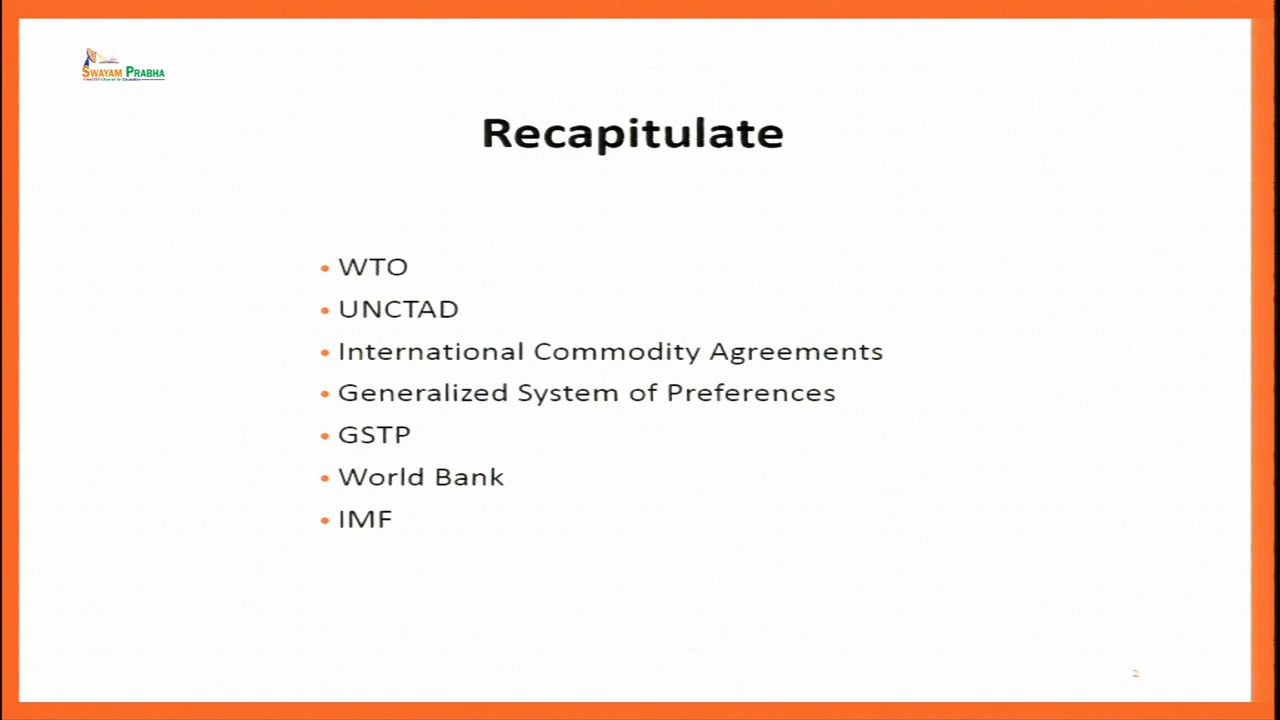 SWAYAM PRABHA
Recapitulate
• WTO
• UNCTAD
• International Commodity Agreements
• Generalized System of Preferences
• GSTP
• World Bank
• IMF
2